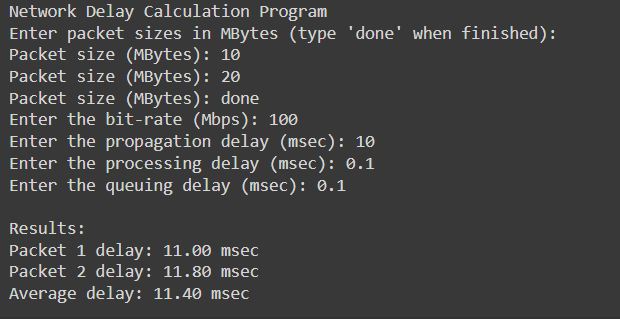 Network Delay Calculation Program
Enter packet sizes in MBytes (type 'done' when finished):
Packet size (MBytes): 10
Packet size (MBytes): 20
Packet size (MBytes): done
Enter the bit-rate (Mbps): 100
Enter the propagation delay (msec): 10
Enter the processing delay (msec): 0.1
Enter the queuing delay (msec): 0.1
Results:
Packet 1 delay: 11.00 msec
Packet 2 delay: 11.80 msec
Average delay: 11.40 msec